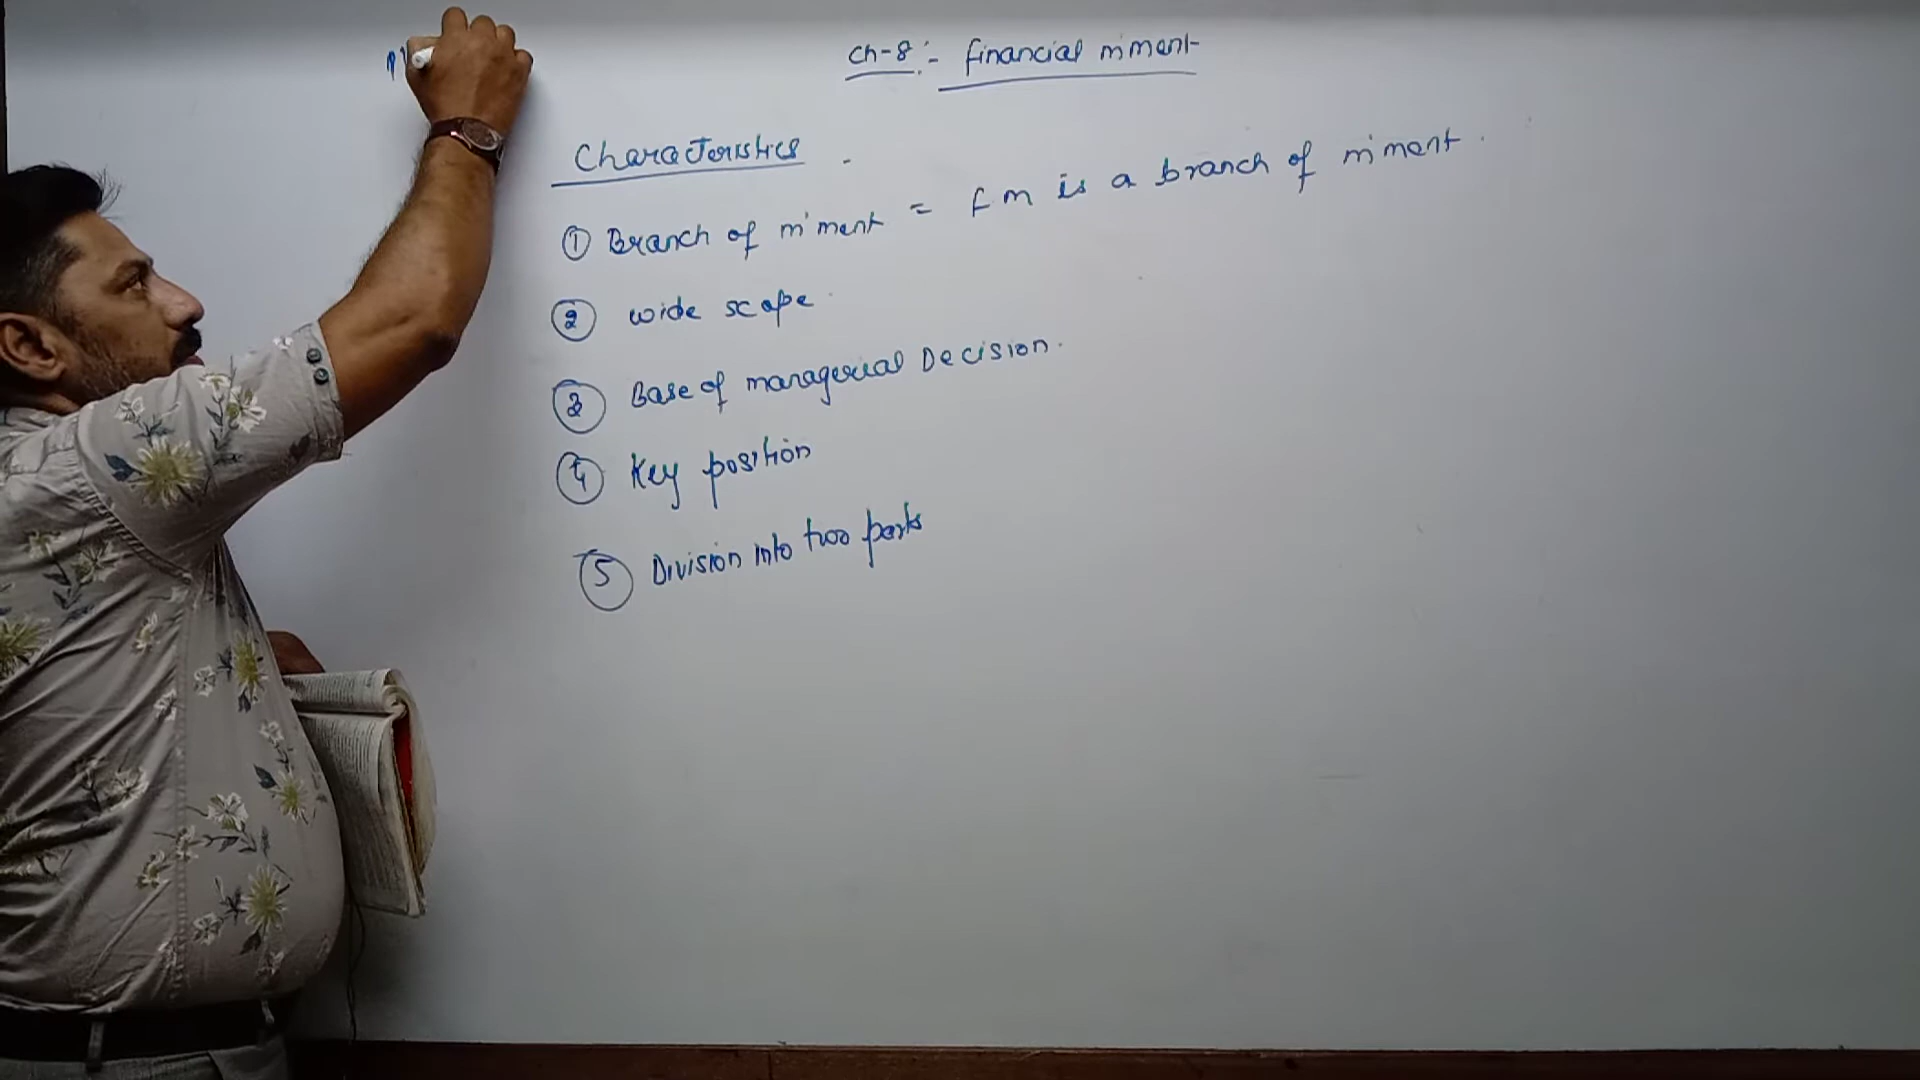 Ch-8 :- financial m'ment
Characteristics
① Branch of m'ment = f m is a branch of m'ment.
② wide scope
③ Base of managerial Decision.
④ Key position
⑤ Division into two parts